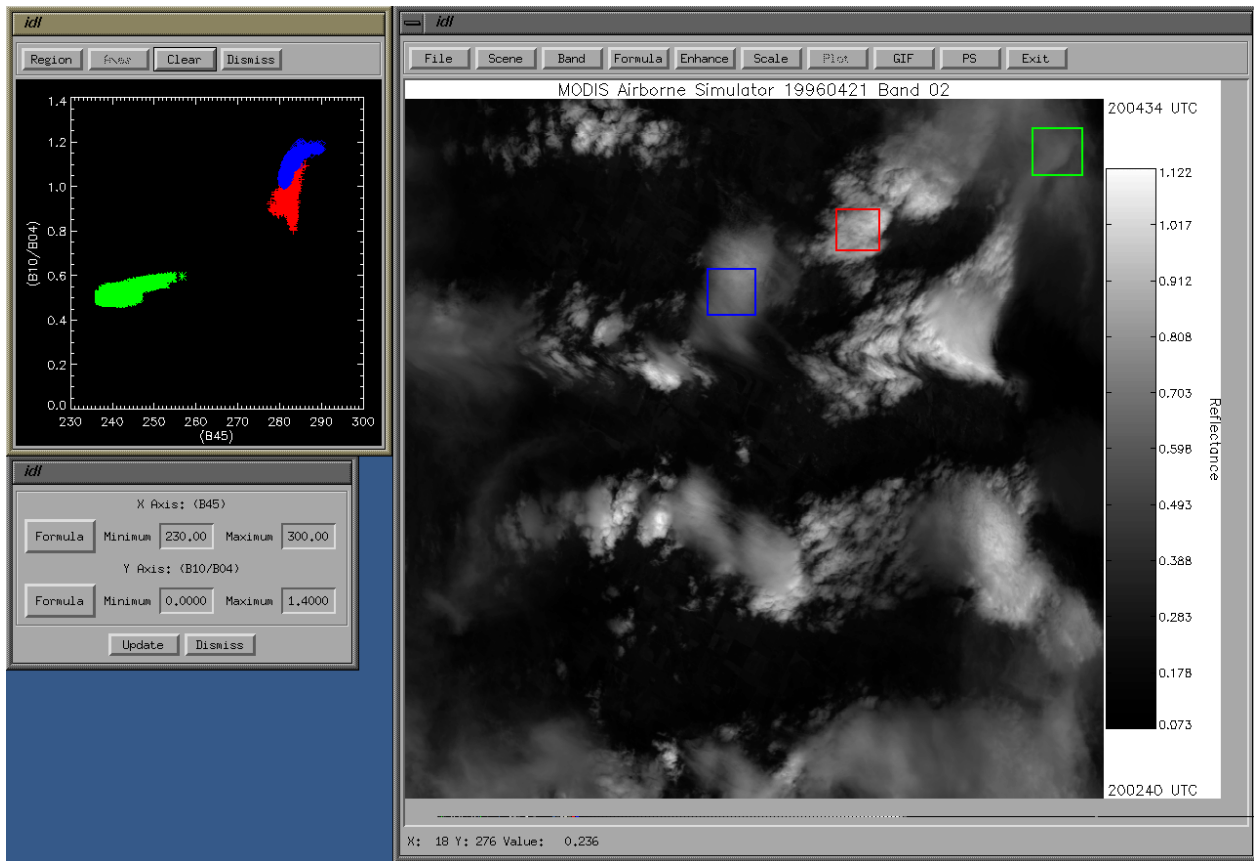 idl
Region Axes Clear Dismiss
1.4
1.2
1.0
0.8
0.6
0.4
0.2
0.0
(B10/B04)
230 240 250 260 270 280 290 300
(B45)
idl
X Axis: (B45)
Formula Minimum 230.00 Maximum 300.00
Y Axis: (B10/B04)
Formula Minimum 0.0000 Maximum 1.4000
Update Dismiss
idl
File Scene Band Formula Enhance Scale Plot GIF PS Exit
MODIS Airborne Simulator 19960421 Band 02
200434 UTC
1.122
1.017
0.912
0.808
0.703
0.598
0.493
0.388
0.283
0.178
0.073
Reflectance
200240 UTC
X: 18 Y: 276 Value: 0.236